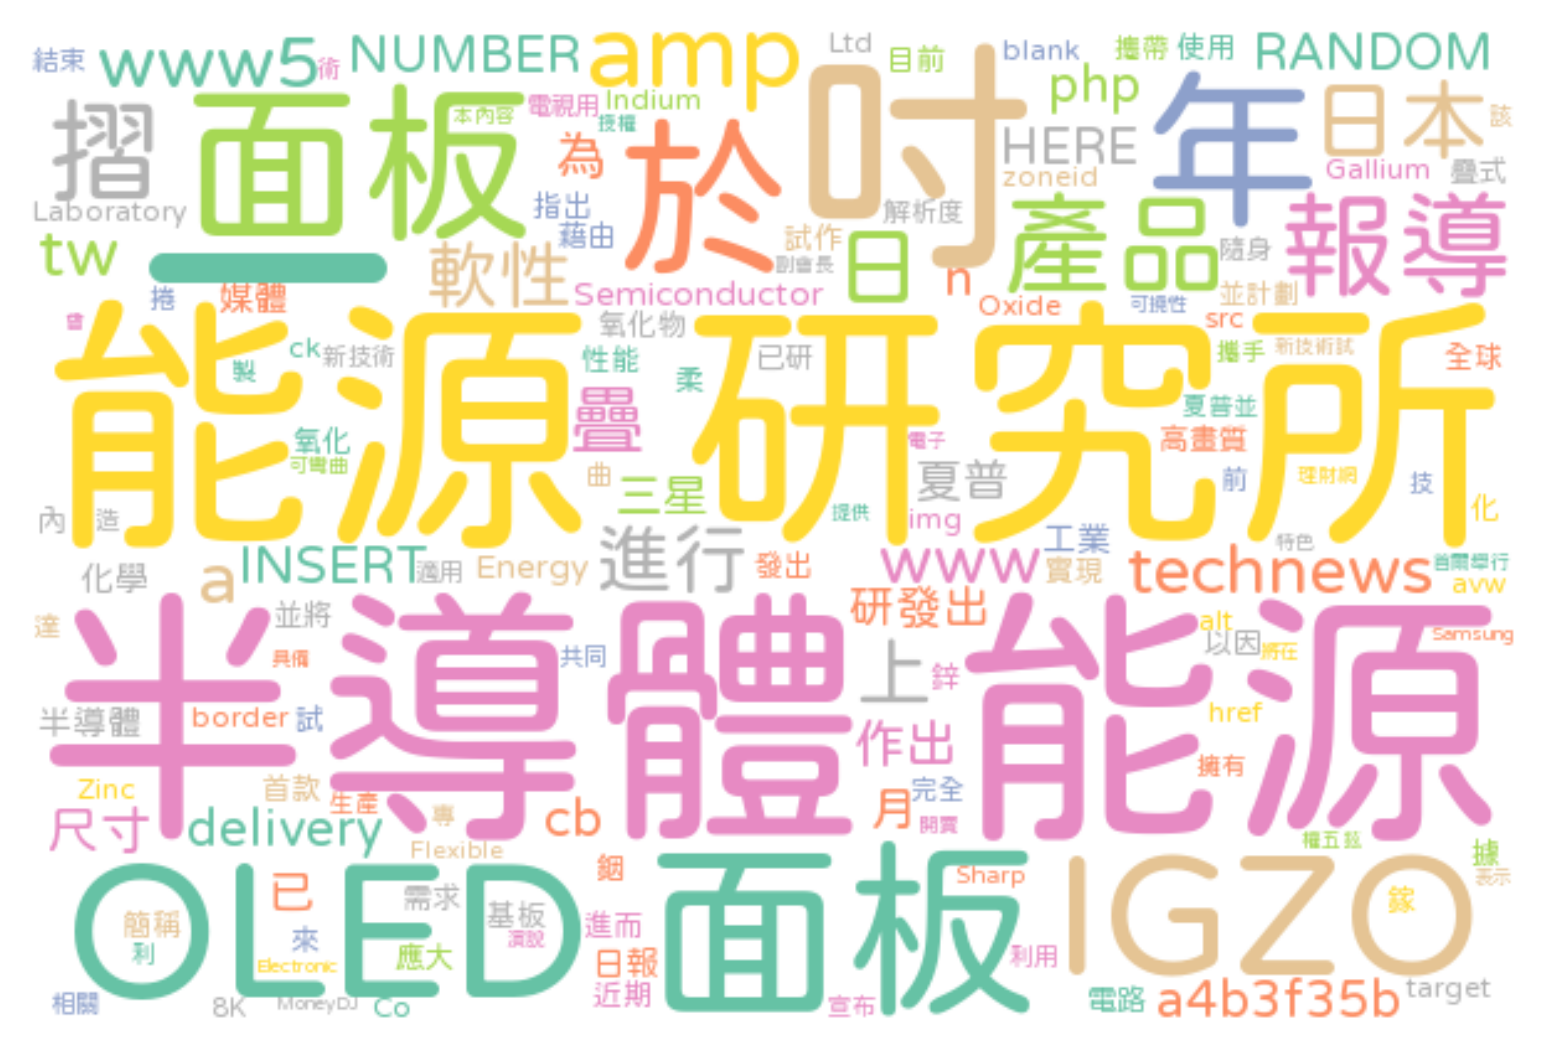 結束 www5 術 NUMBER amp Ltd 目前 blank 攜帶 使用 RANDOM
摺 面板 本內容 電視用 Indium 授權 為 於 吋 php HERE 年 日本 該
Laboratory 指出 解析度 zoneid Gallium 疊式
tw 一 軟性 藉由 試作 副會長 日 n 產品 隨身 報導
捲 媒體 Semiconductor Oxide 可撓性 並計劃
曾 ck 新技術 氧化物 已研 src 新技術試 全球
製 性能 柔 攜手
能源 研究所
氧化 疊 電子 夏普並 高畫質
可彎曲 曲 三星 夏普 前 理財網 技
內 造 提供 img 化
化學 a INSERT 適用 Energy 進行 發出 www 工業 實現 technews 特色 首爾舉行 avw
達 並將 研發出 alt 以因 將在 Samsung
半導體 能源
具備 共同 上 鋅
半導體 border 試 作出 href
Zinc 首款 生產 完全 擁有
尺寸 delivery 專 cb 月 開賣
Flexible 權五鉉 據
OLED 面板 IGZO
已 需求 銦 Sharp 表示
簡稱 基板 進而 鎵
利 來 演說 應大 日報 利用
Electronic
相關 8K MoneyDJ Co 近期 宣布 電路 a4b3f35b target